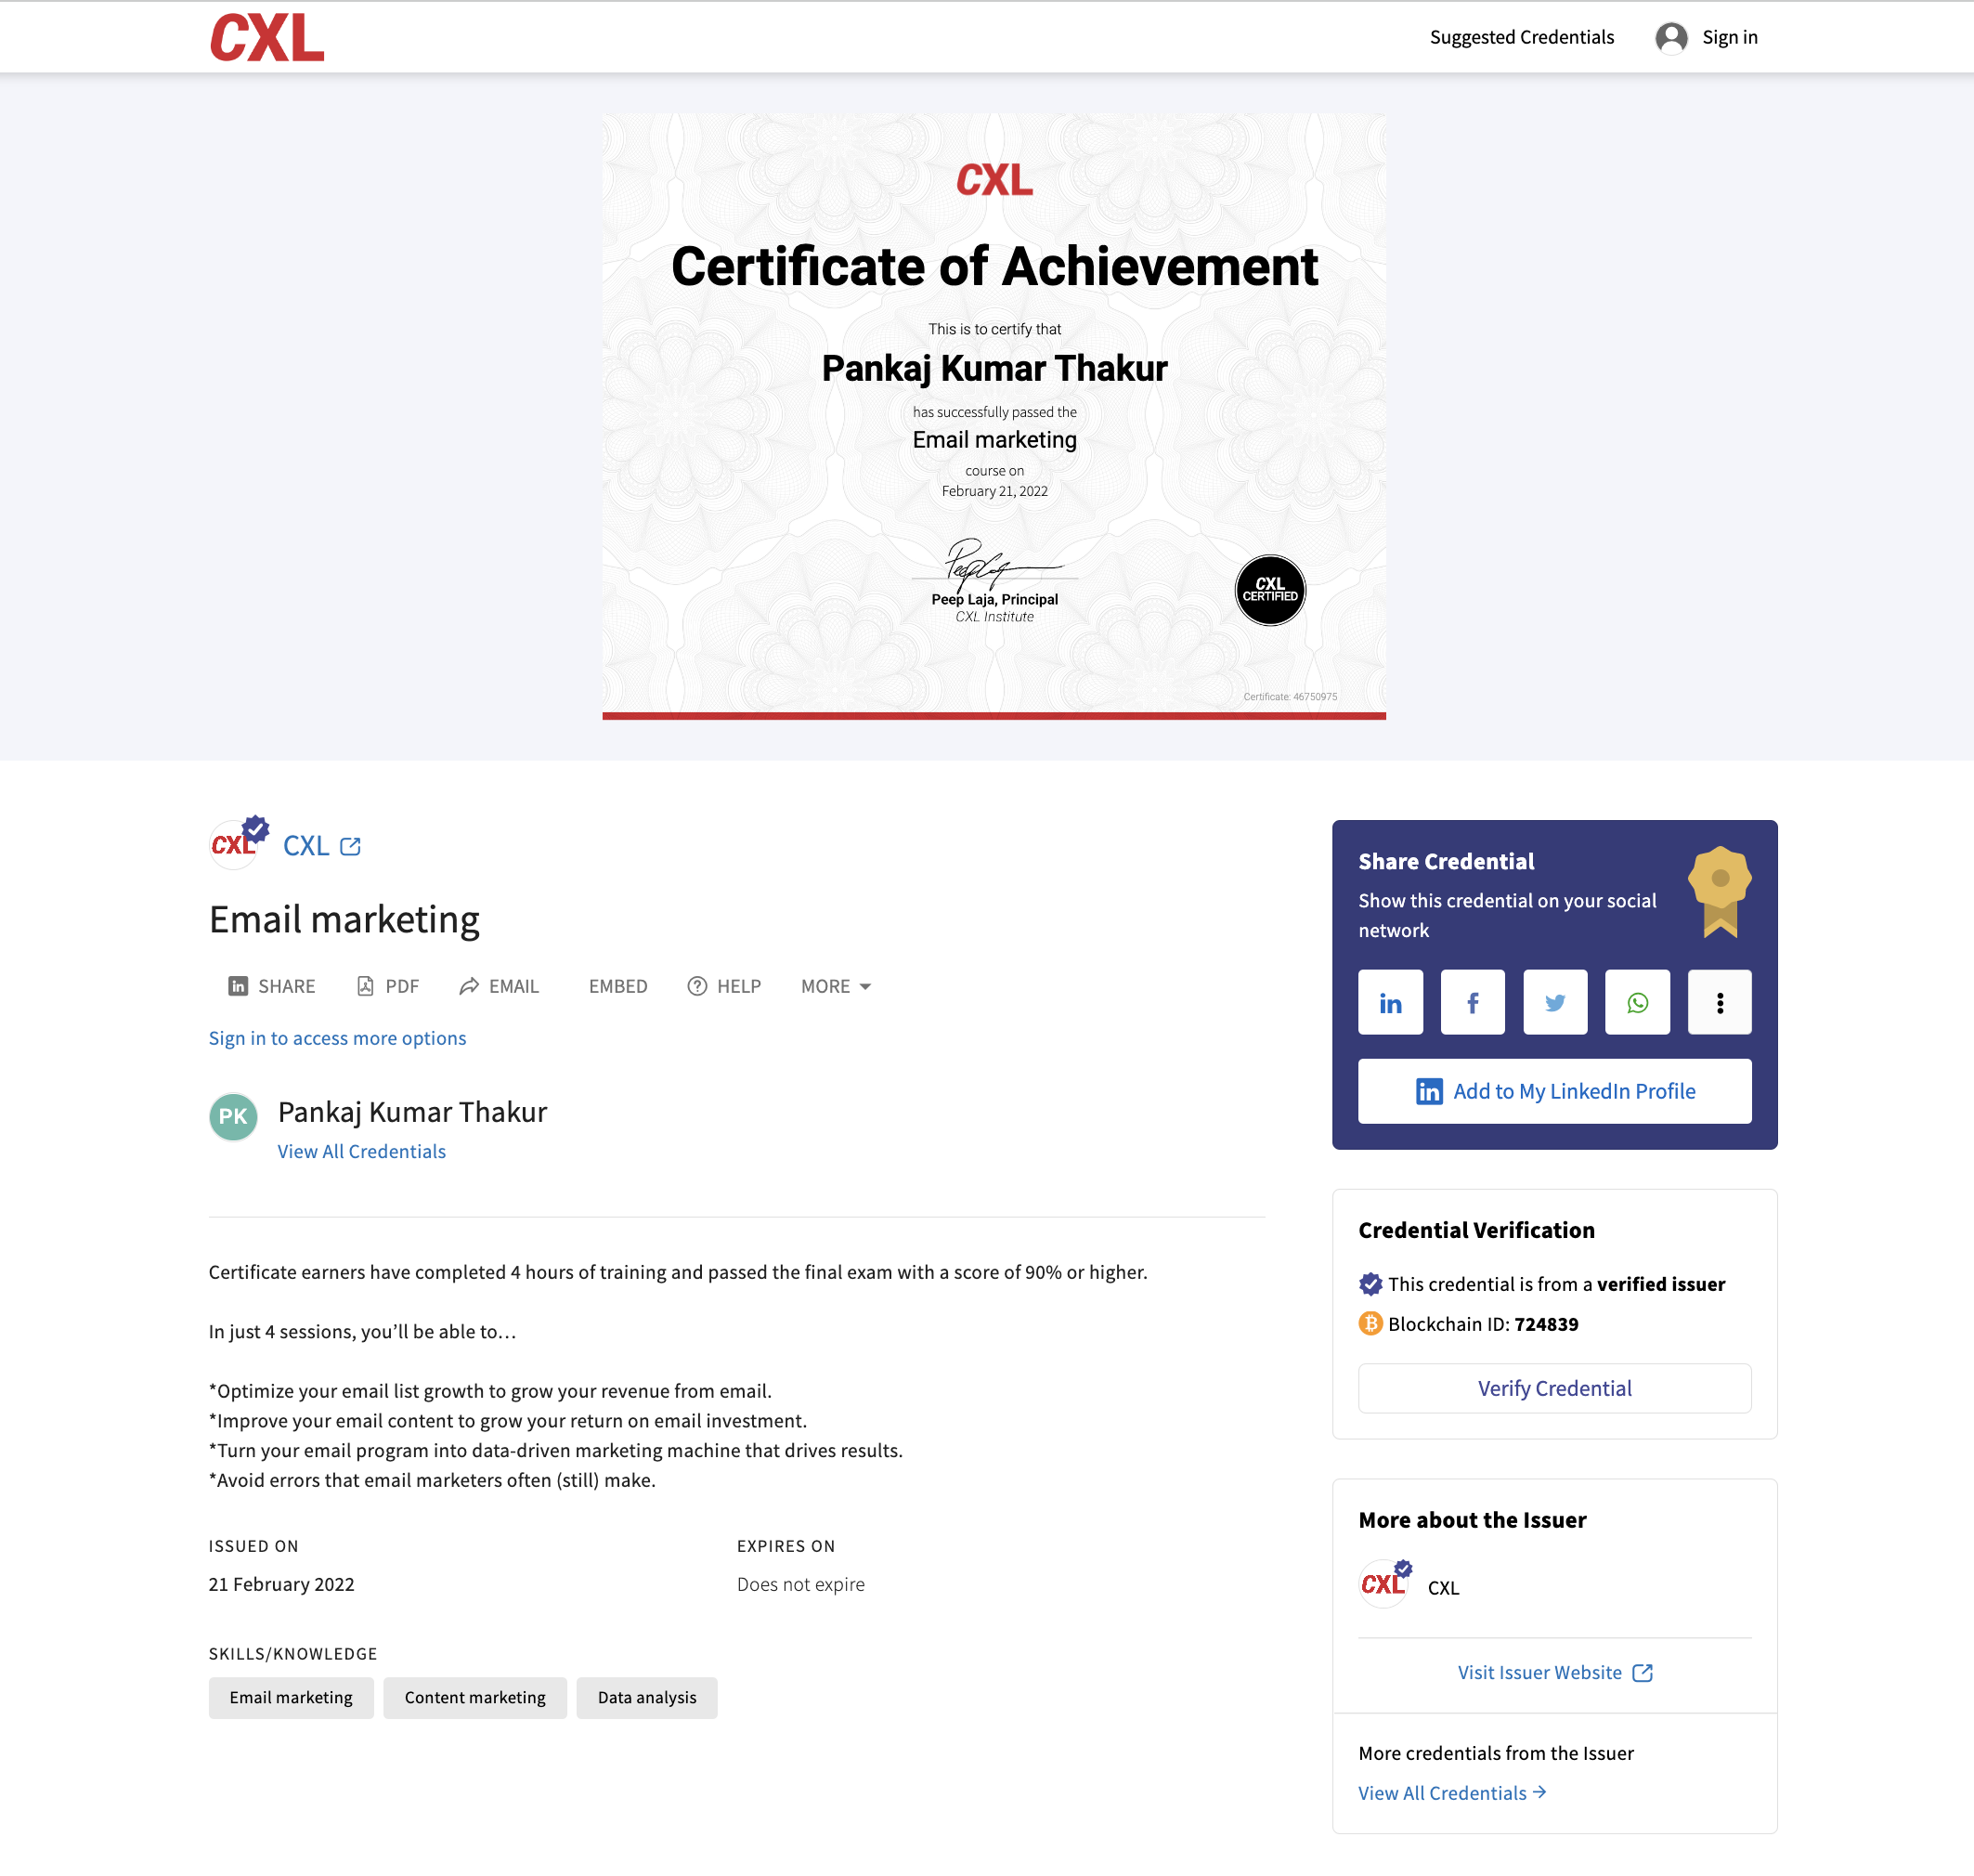 CXL
Suggested Credentials
Sign in
CXL
Certificate of Achievement
This is to certify that
Pankaj Kumar Thakur
has successfully passed the
Email marketing
course on
February 21, 2022
Peep Laja, Principal
CXL Institute
CXL
CERTIFIED
Certificate: 46750975
CXL
CXL
Email marketing
in SHARE
PDF
EMAIL
EMBED
HELP
MORE
Sign in to access more options
PK
Pankaj Kumar Thakur
View All Credentials
Certificate earners have completed 4 hours of training and passed the final exam with a score of 90% or higher.
In just 4 sessions, you’ll be able to…
*Optimize your email list growth to grow your revenue from email.
*Improve your email content to grow your return on email investment.
*Turn your email program into data-driven marketing machine that drives results.
*Avoid errors that email marketers often (still) make.
ISSUED ON
21 February 2022
EXPIRES ON
Does not expire
SKILLS/KNOWLEDGE
Email marketing
Content marketing
Data analysis
Share Credential
Show this credential on your social
network
in
f
in Add to My LinkedIn Profile
Credential Verification
This credential is from a verified issuer
Blockchain ID: 724839
Verify Credential
More about the Issuer
CXL
CXL
Visit Issuer Website
More credentials from the Issuer
View All Credentials